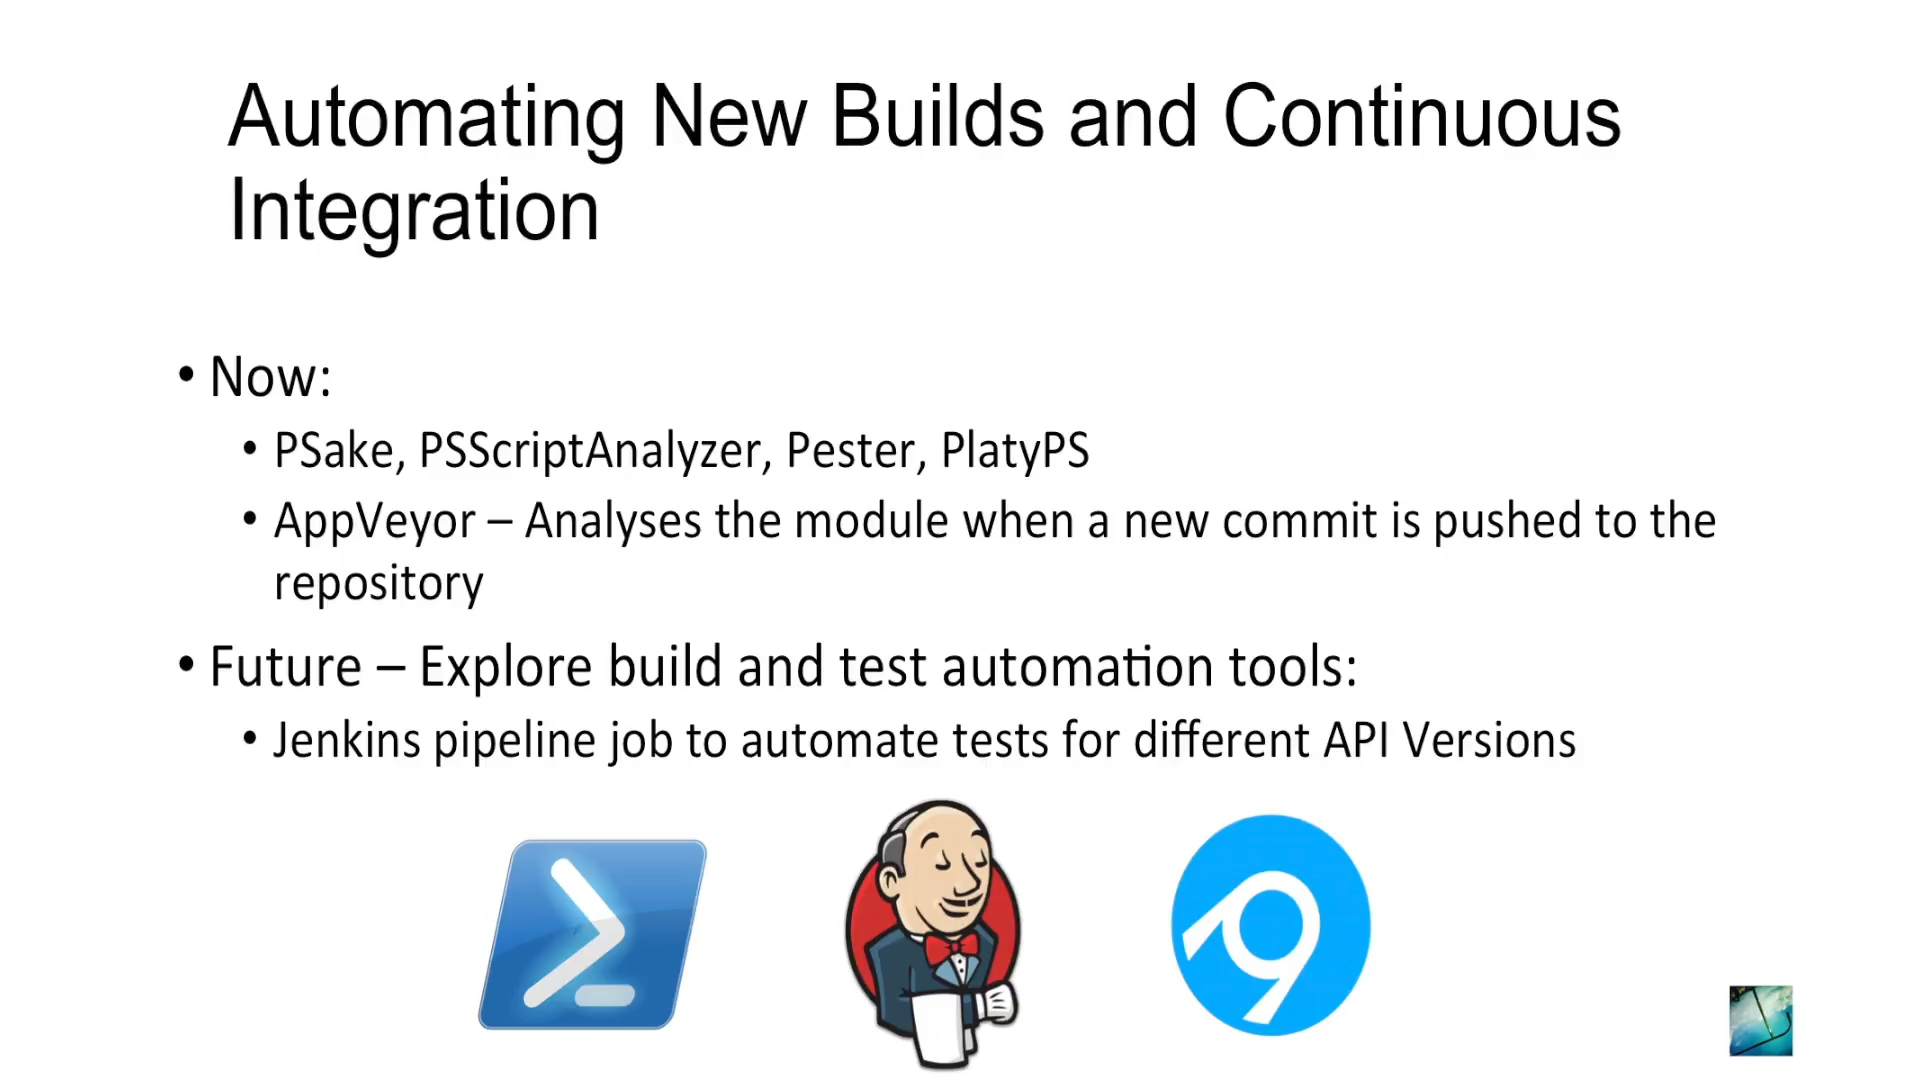 Automating New Builds and Continuous
Integration
• Now:
• PSake, PSScriptAnalyzer, Pester, PlatyPS
• AppVeyor – Analyses the module when a new commit is pushed to the
repository
• Future – Explore build and test automation tools:
• Jenkins pipeline job to automate tests for different API Versions